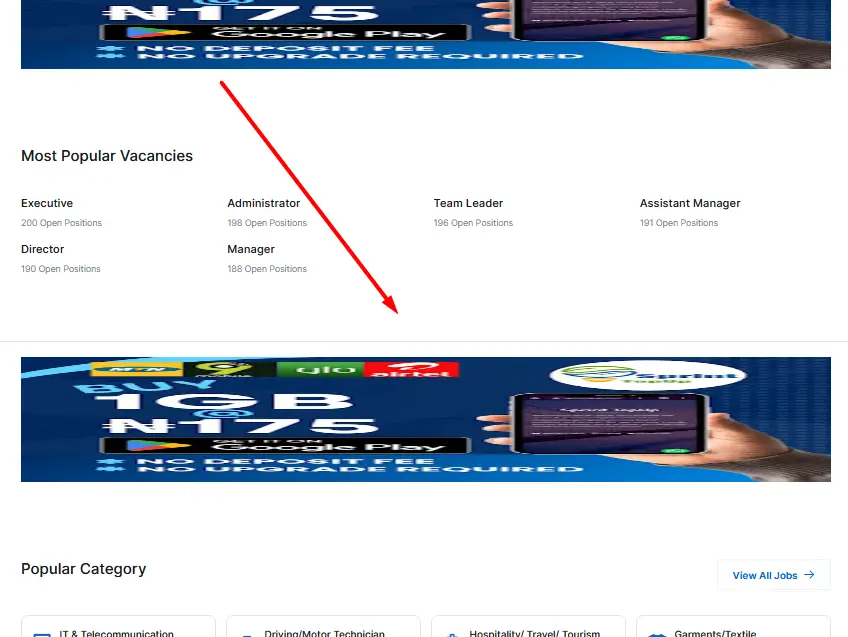 ₦175
GET IT ON
Google Play
* NO DEPOSIT FEE
* NO UPGRADE REQUIRED
Most Popular Vacancies
Executive
200 Open Positions
Administrator
198 Open Positions
Team Leader
196 Open Positions
Assistant Manager
191 Open Positions
Director
190 Open Positions
Manager
188 Open Positions
MTN
9
mobile
glo
airtel
Sprint
TopUp
BUY
1GB
@
₦175
GET IT ON
Google Play
* NO DEPOSIT FEE
* NO UPGRADE REQUIRED
Popular Category
View All Jobs →
IT & Telecommunication
Driving/Motor Technician
Hospitality/ Travel/ Tourism
Garments/Textile